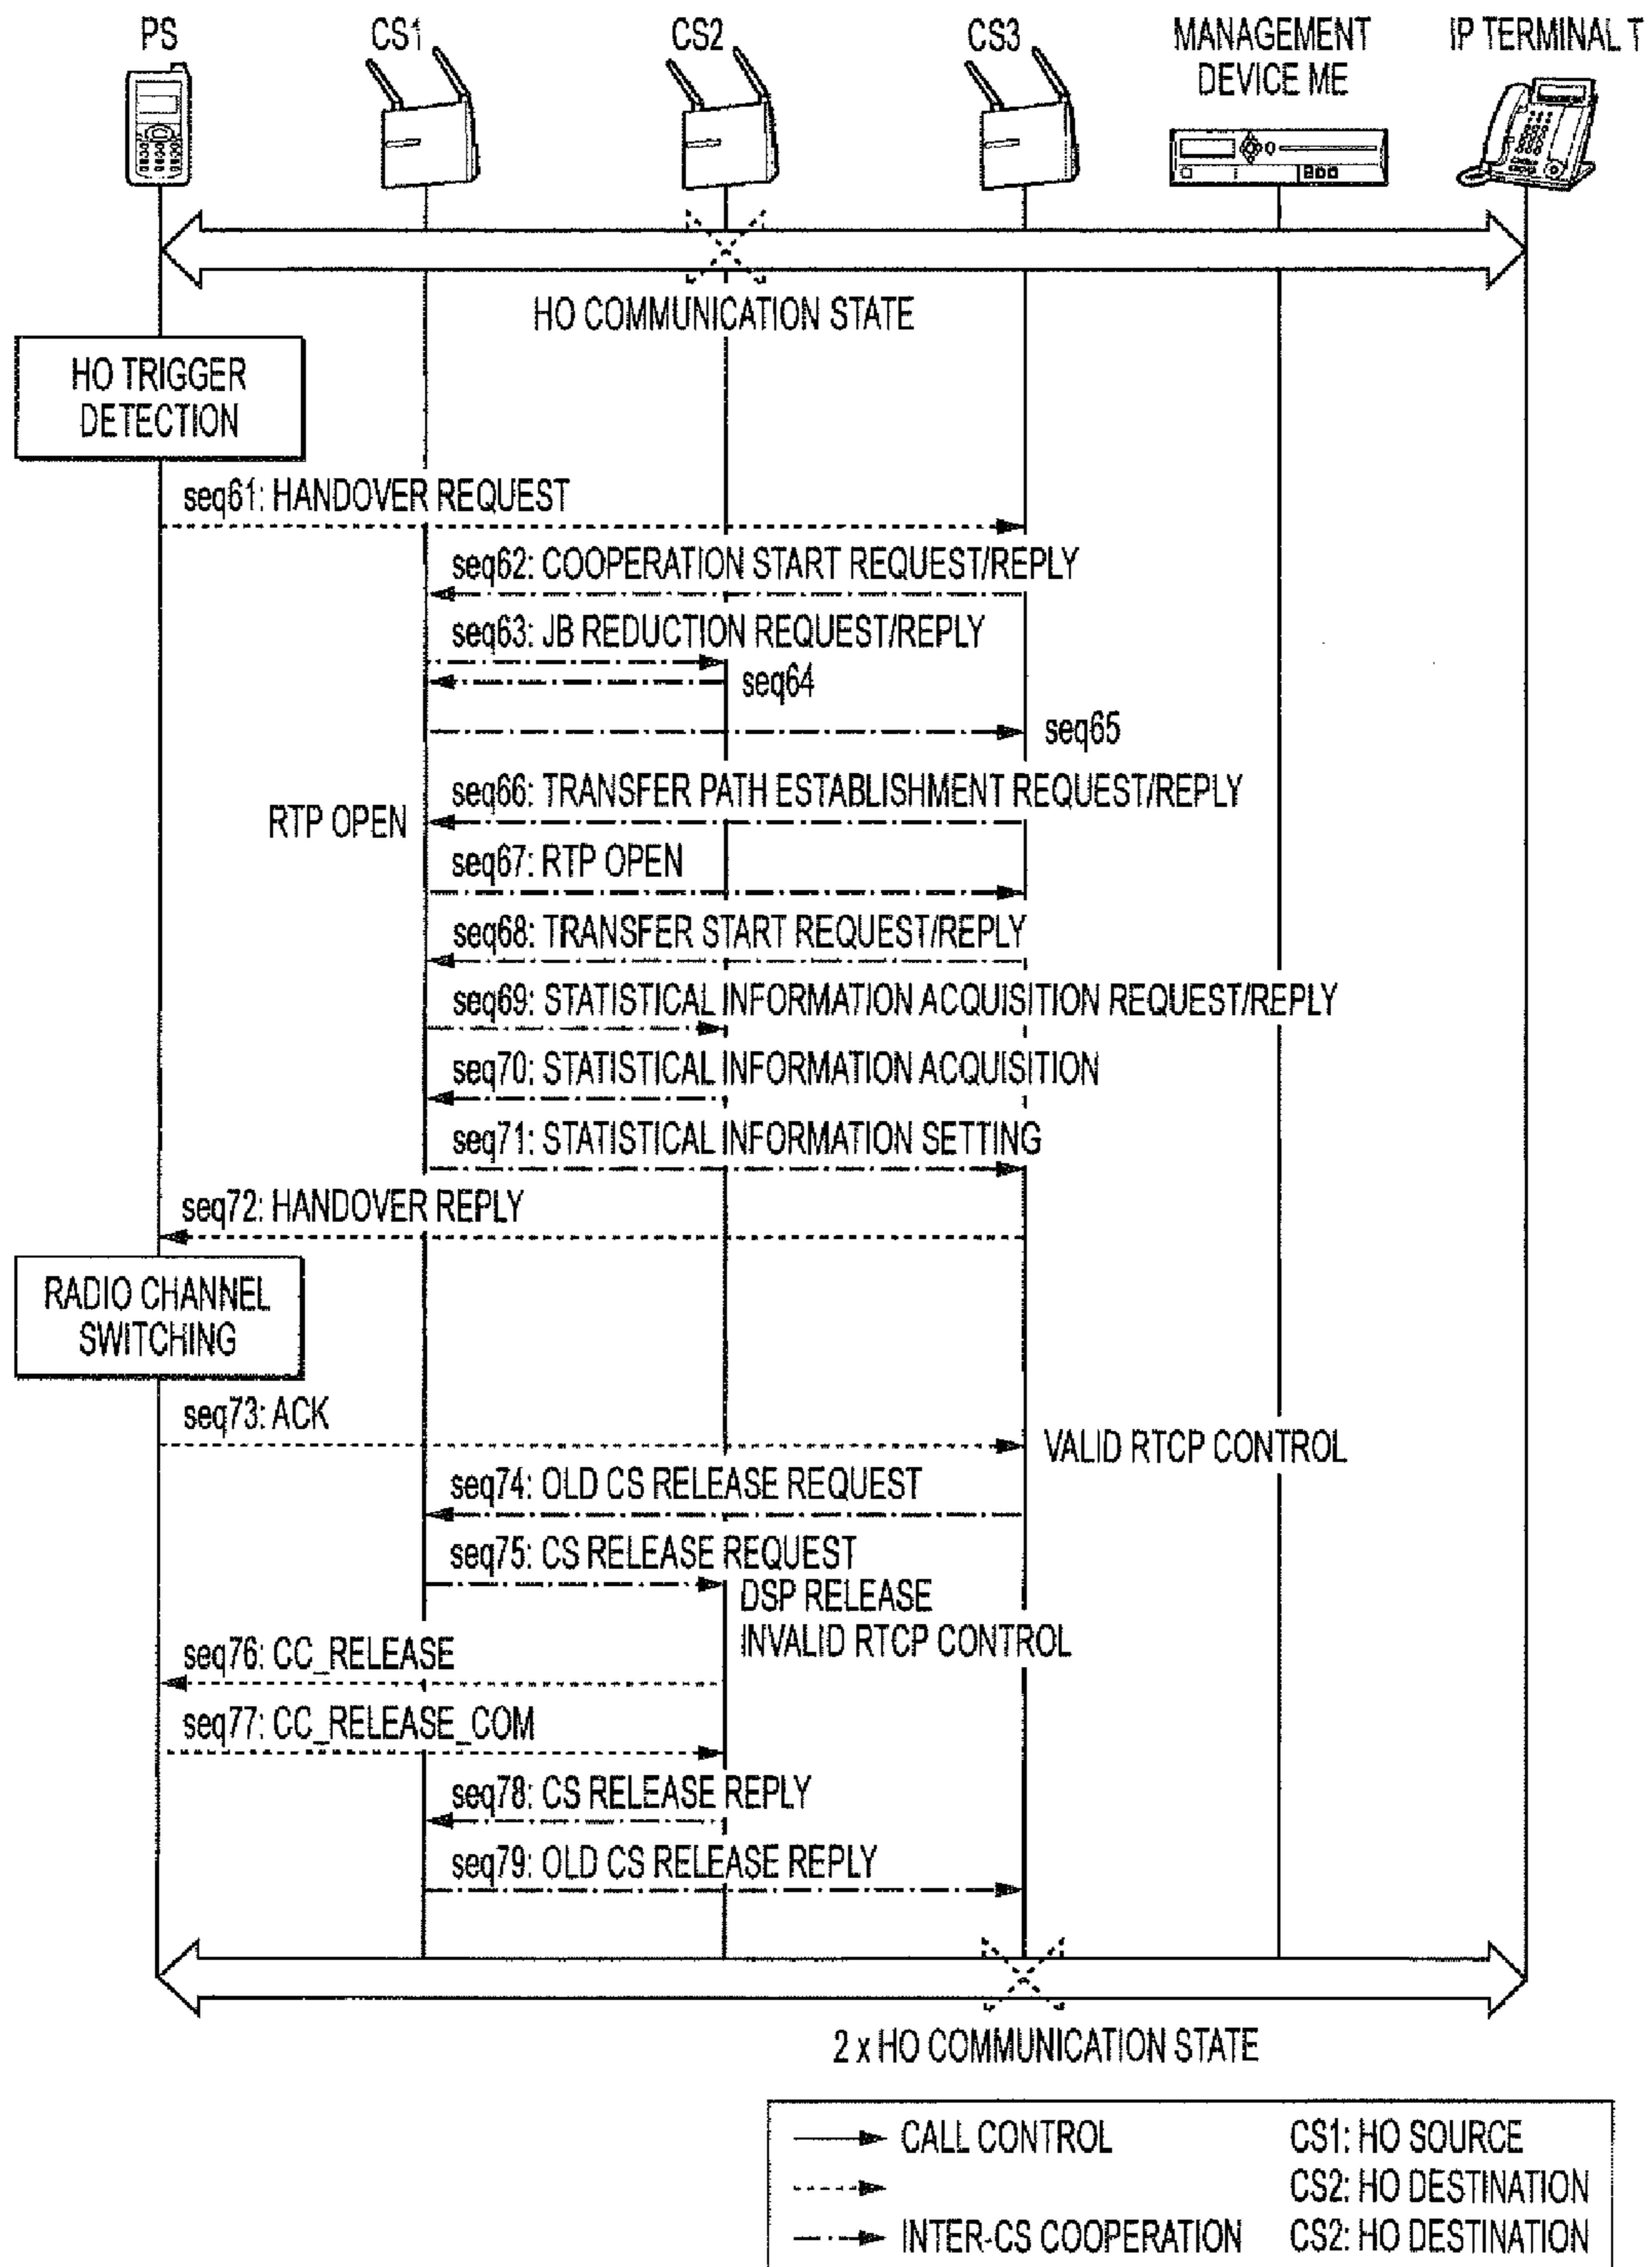 PS
CS1
CS2
CS3
MANAGEMENT
DEVICE ME
IP TERMINAL T
HO COMMUNICATION STATE
HO TRIGGER
DETECTION
seq61: HANDOVER REQUEST
seq62: COOPERATION START REQUEST/REPLY
seq63: JB REDUCTION REQUEST/REPLY
seq64
seq65
seq66: TRANSFER PATH ESTABLISHMENT REQUEST/REPLY
RTP OPEN
seq67: RTP OPEN
seq68: TRANSFER START REQUEST/REPLY
seq69: STATISTICAL INFORMATION ACQUISITION REQUEST/REPLY
seq70: STATISTICAL INFORMATION ACQUISITION
seq71: STATISTICAL INFORMATION SETTING
seq72: HANDOVER REPLY
RADIO CHANNEL
SWITCHING
seq73: ACK
VALID RTCP CONTROL
seq74: OLD CS RELEASE REQUEST
seq75: CS RELEASE REQUEST
DSP RELEASE
INVALID RTCP CONTROL
seq76: CC_RELEASE
seq77: CC_RELEASE_COM
seq78: CS RELEASE REPLY
seq79: OLD CS RELEASE REPLY
2 x HO COMMUNICATION STATE
CALL CONTROL CS1: HO SOURCE
CS2: HO DESTINATION
INTER-CS COOPERATION CS2: HO DESTINATION